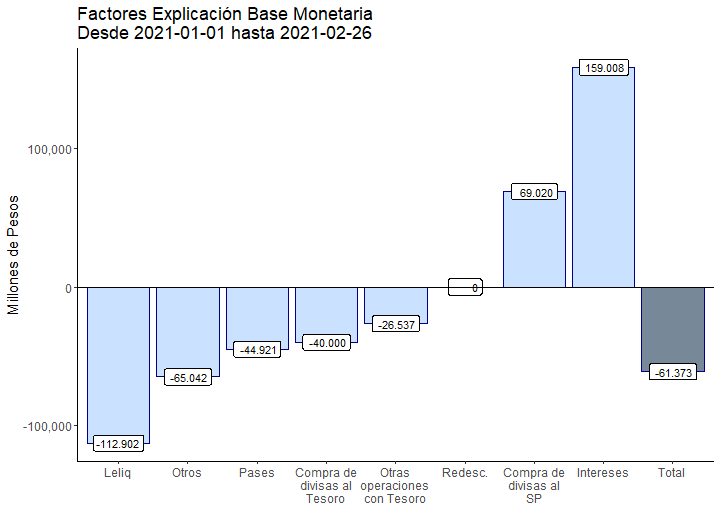 Factores Explicación Base Monetaria
Desde 2021-01-01 hasta 2021-02-26
Millones de Pesos
100,000
0
-100,000
-112.902
-65.042
-44.921
-40.000
-26.537
0
69.020
159.008
-61.373
Leliq
Otros
Pases
Compra de
divisas al
Tesoro
Otras
operaciones
con Tesoro
Redesc.
Compra de
divisas al
SP
Intereses
Total